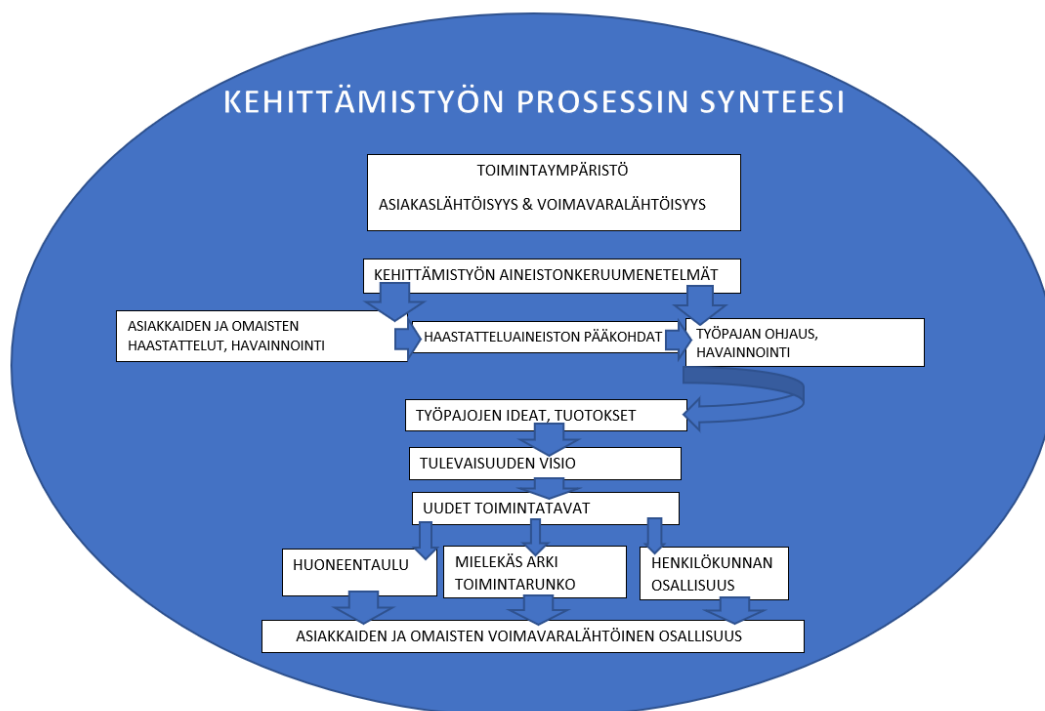 KEHITTÄMISTYÖN PROSESSIN SYNTEESI
TOIMINTAYMPÄRISTÖ
ASIAKASLÄHTÖISYYS & VOIMAVARALÄHTÖISYYS
KEHITTÄMISTYÖN AINEISTONKERUUMENETELMÄT
ASIAKKAIDEN JA OMAISTEN
HAASTATTELUT, HAVAINNOINTI
HAASTATTELUAINEISTON PÄÄKOHDAT
TYÖPAJAN OHJAUS,
HAVAINNOINTI
TYÖPAJOJEN IDEAT, TUOTOKSET
TULEVAISUUDEN VISIO
UUDET TOIMINTATAVAT
HUONEENTAULU
MIELEKÄS ARKI
TOIMINTARUNKO
HENKILÖKUNNAN
OSALLISUUS
ASIAKKAIDEN JA OMAISTEN VOIMAVARALÄHTÖINEN OSALLISUUS